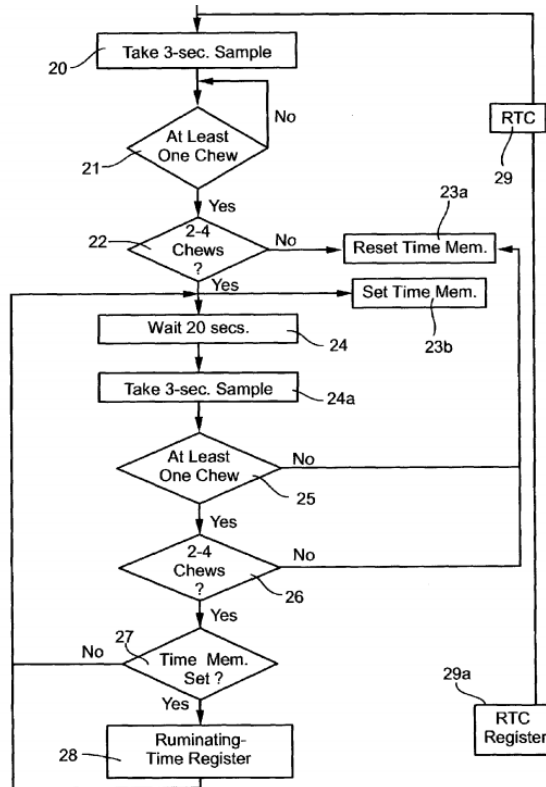 Take 3-sec. Sample
20
No
At Least
One Chew
21
RTC
29
Yes
23a
2-4
Chews
?
22
No
Reset Time Mem.
Yes
Set Time Mem.
23b
Wait 20 secs.
24
Take 3-sec. Sample
24a
At Least
One Chew
No
25
Yes
2-4
Chews
?
No
26
Yes
27
No
Time Mem.
Set ?
29a
Yes
RTC
Register
Ruminating-
Time Register
28